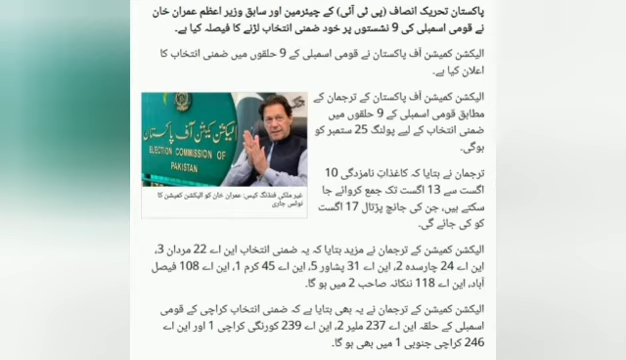 پاکستان تحریک انصاف (پی ٹی آئی) کے چیئرمین اور سابق وزیر اعظم عمران خان
نے قومی اسمبلی کی 9 نشستوں پر خود ضمنی انتخاب لڑنے کا فیصلہ کیا ہے۔
الیکشن کمیشن آف پاکستان نے قومی اسمبلی کے 9 حلقوں میں ضمنی انتخاب کا
اعلان کیا ہے۔
الیکشن کمیشن آف پاکستان کے ترجمان کے
مطابق قومی اسمبلی کے 9 حلقوں میں
ضمنی انتخاب کے لیے پولنگ 25 ستمبر کو
ہوگی۔
الیکشن کمیشن آف پاکستان
ELECTION COMMISSION OF
PAKISTAN
غیر ملکی فنڈنگ کیس: عمران خان کو الیکشن کمیشن کا
نوٹس جاری
ترجمان نے بتایا کہ کاغذاتِ نامزدگی 10
اگست سے 13 اگست تک جمع کروائے جا
سکتے ہیں، جن کی جانچ پڑتال 17 اگست
کو کی جائے گی۔
الیکشن کمیشن کے ترجمان نے مزید بتایا کہ یہ ضمنی انتخاب این اے 22 مردان 3،
این اے 24 چارسدہ 2، این اے 31 پشاور 5، این اے 45 کرم 1، این اے 108 فیصل
آباد، این اے 118 ننکانہ صاحب 2 میں ہو گا۔
الیکشن کمیشن کے ترجمان نے یہ بھی بتایا ہے کہ ضمنی انتخاب کراچی کے قومی
اسمبلی کے حلقہ این اے 237 ملیر 2، این اے 239 کورنگی کراچی 1 اور این اے
246 کراچی جنوبی 1 میں بھی ہو گا۔